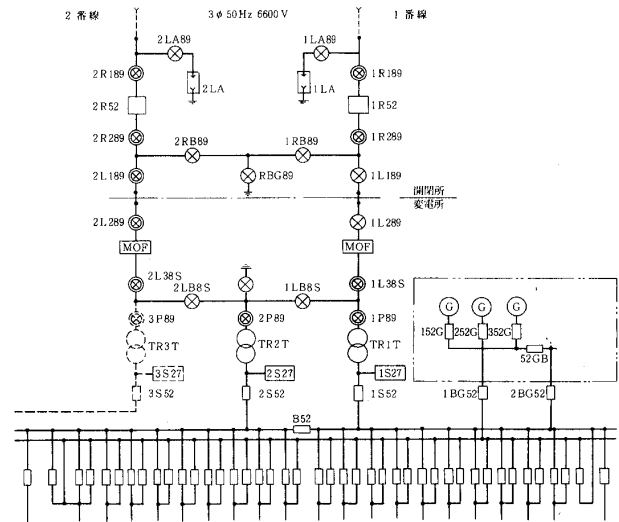 2 番 線
3φ 50Hz 6600V
1 番 線
2LA89
1LA89
2R189
2LA
1LA
1R189
2R52
1R52
2R289
2RB89
1RB89
1R289
2L189
RBG89
1L189
開閉所
変電所
2L289
1L289
MOF
MOF
2L38S
2LB8S
1LB8S
1L38S
3P89
2P89
1P89
TR3T
TR2T
TR1T
3S27
2S27
1S27
3S52
2S52
1S52
G
G
G
152G
252G
352G
52GB
1BG52
2BG52
B52